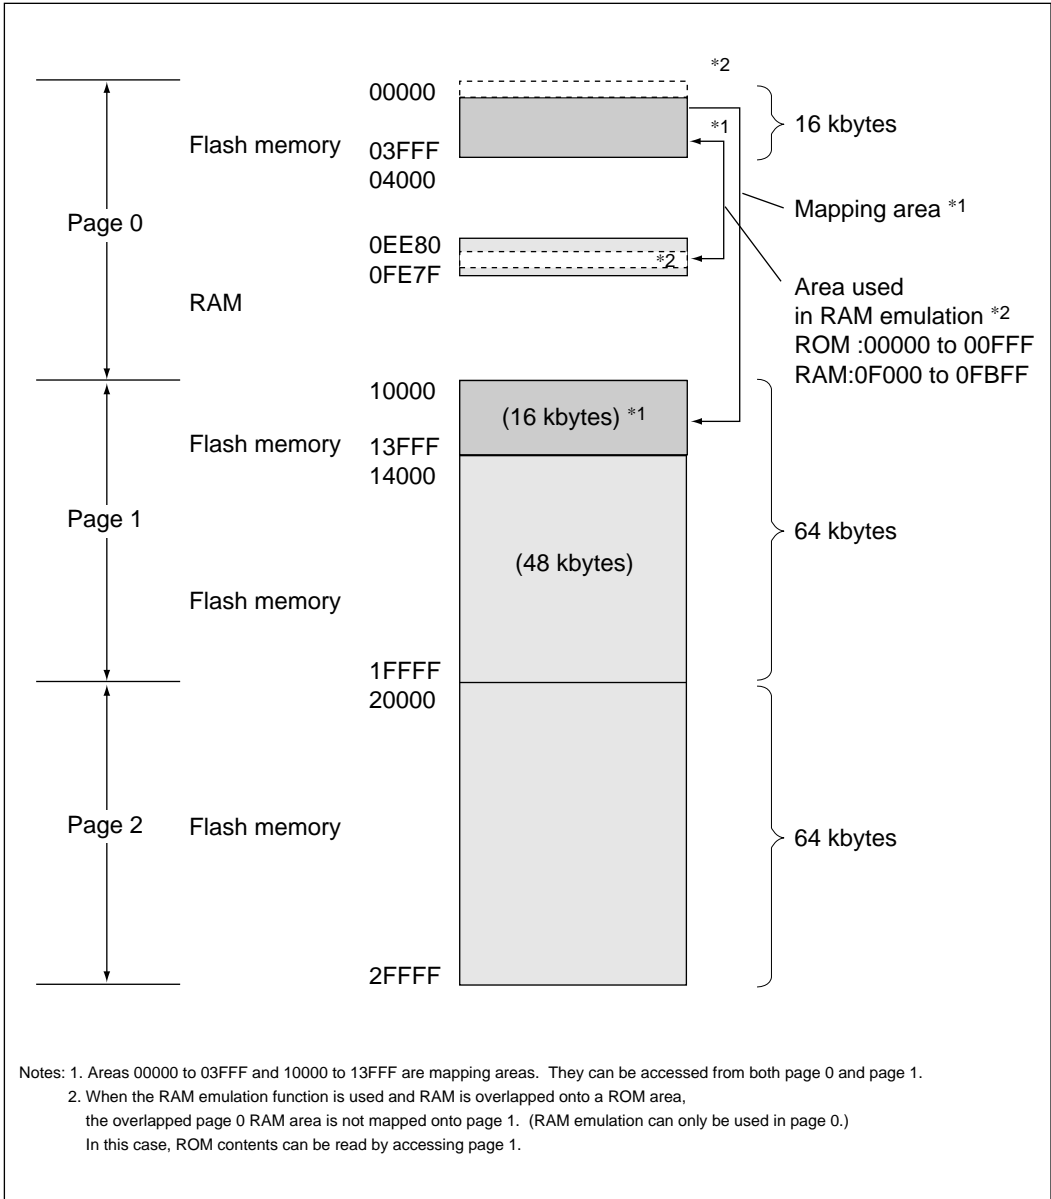 *2
00000
16 kbytes
*1
Flash memory 03FFF
04000
Mapping area *1
Page 0
0EE80
*2
0FE7F
Area used
in RAM emulation *2
ROM :00000 to 00FFF
RAM:0F000 to 0FBFF
RAM
10000
(16 kbytes) *1
Flash memory 13FFF
14000
Page 1
64 kbytes
(48 kbytes)
Flash memory
1FFFF
20000
Page 2
Flash memory
64 kbytes
2FFFF
Notes: 1. Areas 00000 to 03FFF and 10000 to 13FFF are mapping areas. They can be accessed from both page 0 and page 1.
2. When the RAM emulation function is used and RAM is overlapped onto a ROM area,
the overlapped page 0 RAM area is not mapped onto page 1. (RAM emulation can only be used in page 0.)
In this case, ROM contents can be read by accessing page 1.